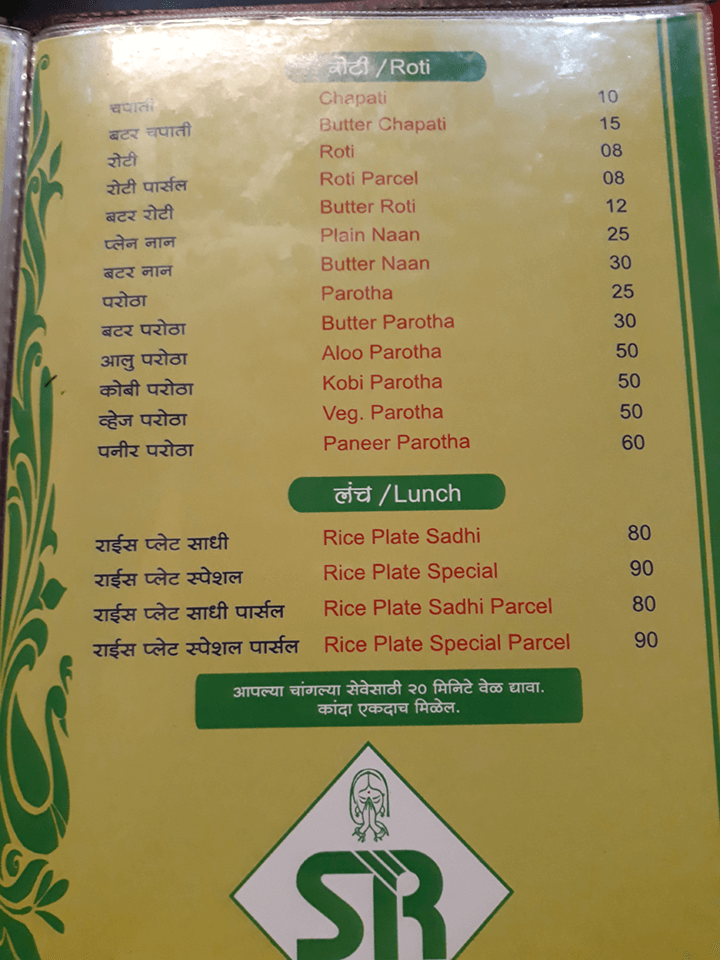 रोटी /Roti
चपाती Chapati 10
बटर चपाती Butter Chapati 15
रोटी Roti 08
रोटी पार्सल Roti Parcel 08
बटर रोटी Butter Roti 12
प्लेन नान Plain Naan 25
बटर नान Butter Naan 30
परोठा Parotha 25
बटर परोठा Butter Parotha 30
आलु परोठा Aloo Parotha 50
कोबी परोठा Kobi Parotha 50
व्हेज परोठा Veg. Parotha 50
पनीर परोठा Paneer Parotha 60
लंच /Lunch
राईस प्लेट साधी Rice Plate Sadhi 80
राईस प्लेट स्पेशल Rice Plate Special 90
राईस प्लेट साधी पार्सल Rice Plate Sadhi Parcel 80
राईस प्लेट स्पेशल पार्सल Rice Plate Special Parcel 90
आपल्या चांगल्या सेवेसाठी २० मिनिटे वेळ द्यावा.
कांदा एकदाच मिळेल.
SR